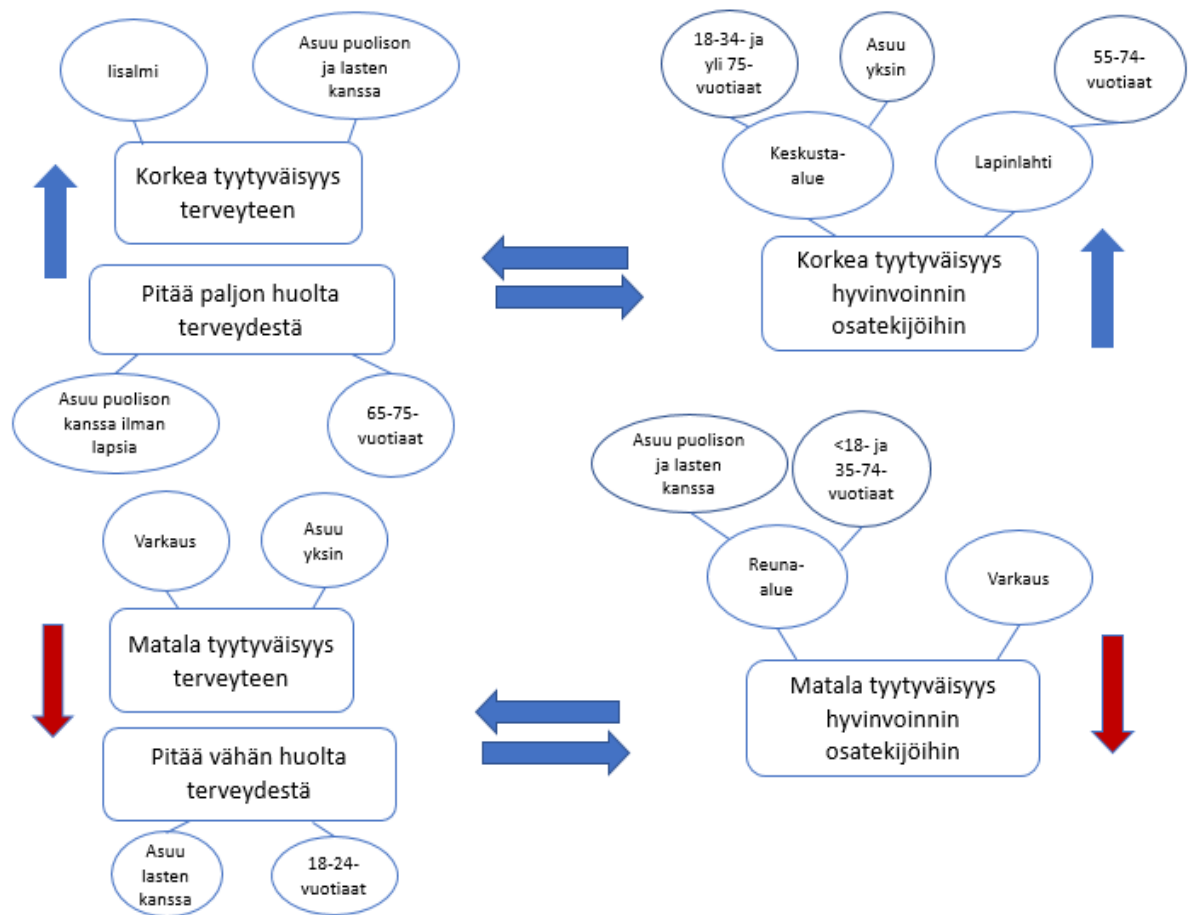 Iisalmi
Asuu puolison
ja lasten
kanssa
Korkea tyytyväisyys
terveyteen
Pitää paljon huolta
terveydestä
Asuu puolison
kanssa ilman
lapsia
65-75-
vuotiaat
18-34- ja
yli 75-
vuotiaat
Asuu
yksin
55-74-
vuotiaat
Keskusta-
alue
Lapinlahti
Korkea tyytyväisyys
hyvinvoinnin
osatekijöihin
Varkaus
Asuu
yksin
Matala tyytyväisyys
terveyteen
Pitää vähän huolta
terveydestä
Asuu
lasten
kanssa
18-24-
vuotiaat
Asuu puolison
ja lasten
kanssa
<18- ja
35-74-
vuotiaat
Reuna-
alue
Varkaus
Matala tyytyväisyys
hyvinvoinnin
osatekijöihin